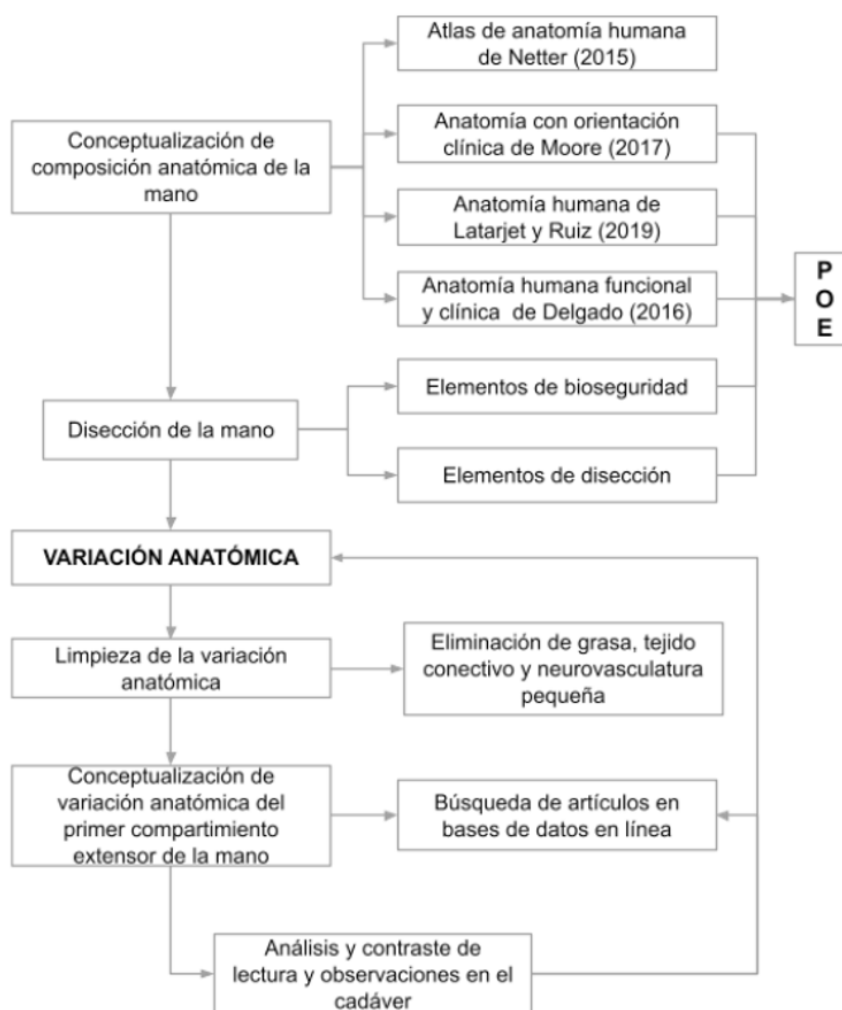 Atlas de anatomía humana
de Netter (2015)
Conceptualización de
composición anatómica de la
mano
Anatomía con orientación
clínica de Moore (2017)
Anatomía humana de
Latarjet y Ruiz (2019)
Anatomía humana funcional
y clínica de Delgado (2016)
P
O
E
Elementos de bioseguridad
Disección de la mano
Elementos de disección
VARIACIÓN ANATÓMICA
Limpieza de la variación
anatómica
Eliminación de grasa, tejido
conectivo y neurovasculatura
pequeña
Conceptualización de
variación anatómica del
primer compartimiento
extensor de la mano
Búsqueda de artículos en
bases de datos en línea
Análisis y contraste de
lectura y observaciones en el
cadáver